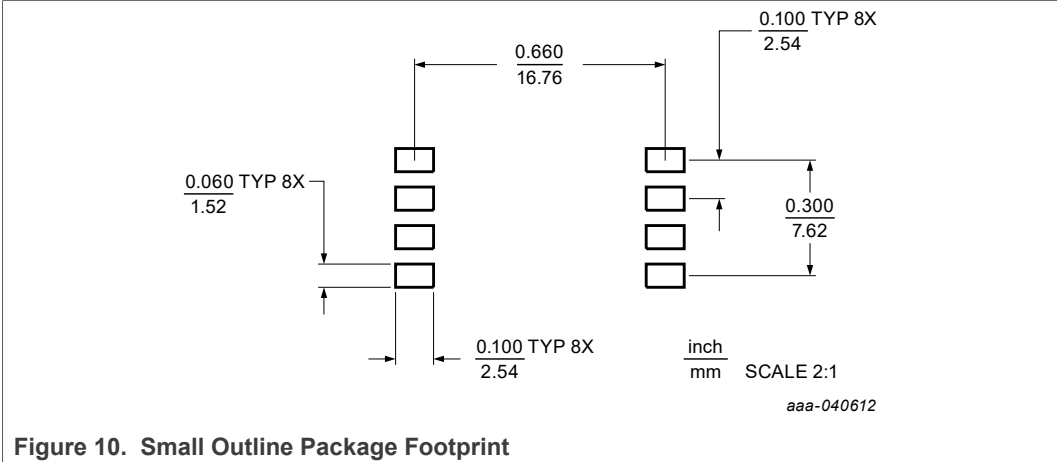 0.100 TYP 8X
2.54
0.660
16.76
0.060 TYP 8X
1.52
0.300
7.62
0.100 TYP 8X
2.54
inch
mm SCALE 2:1
aaa-040612
Figure 10. Small Outline Package Footprint